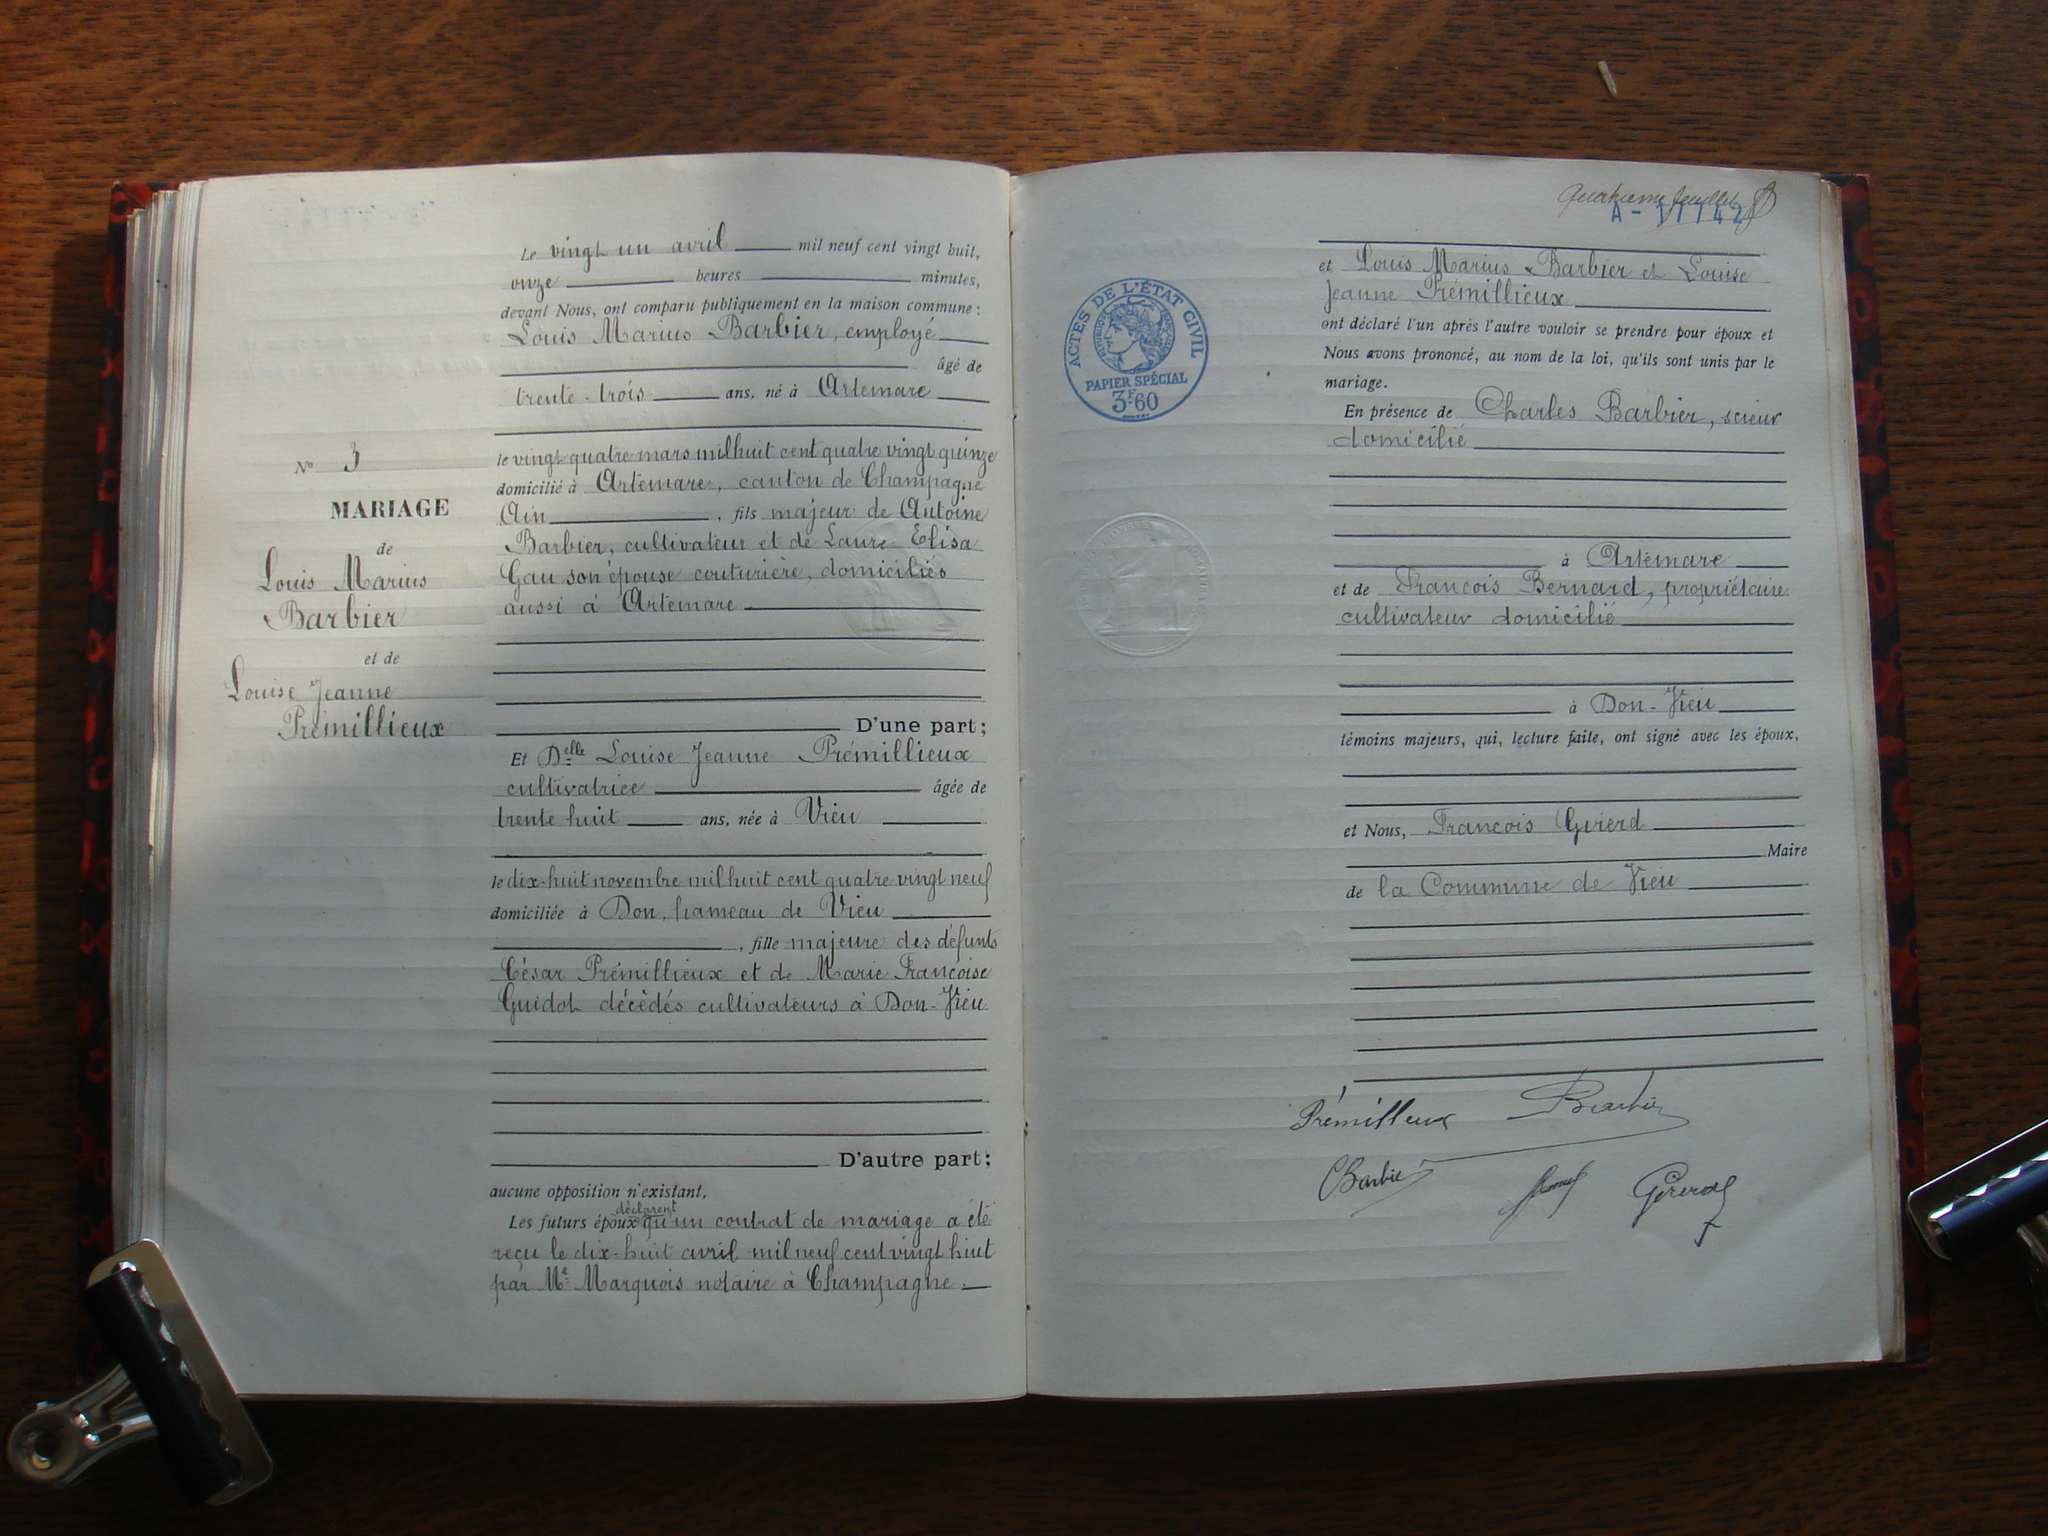 Le vingt un avril mil neuf cent vingt huit,
onze heures minutes,
devant Nous, ont comparu publiquement en la maison commune :
Louis Marius Barbier, employé
âgé de
trente-trois ans, né à Artemare
le vingt quatre mars mil huit cent quatre vingt quinze
domicilié à Artemare, canton de Champagne
Ain, fils majeur de Antoine
Barbier, cultivateur et de Laure Elisa
Gau son épouse couturière, domiciliés
aussi à Artemare
D'une part;
Et Delle Louise Jeanne Prémillieux
cultivatrice âgée de
trente huit ans, née à Vieu
le dix-huit novembre mil huit cent quatre vingt neuf
domiciliée à Don, hameau de Vieu
, fille majeure des défunts
César Prémillieux et de Marie Françoise
Guidot décédés cultivateurs à Don-Vieu
D'autre part;
aucune opposition n'existant,
déclarent
Les futurs époux qu'un contrat de mariage a été
reçu le dix-huit avril mil neuf cent vingt huit
par Me Marquois notaire à Champagne.
No 3
MARIAGE
de
Louis Marius
Barbier
et de
Louise Jeanne
Prémillieux
Quatrième feuillet
ACTES DE L'ÉTAT CIVIL
PAPIER SPÉCIAL
3F60
et Louis Marius Barbier et Louise
Jeanne Prémillieux
ont déclaré l'un après l'autre vouloir se prendre pour époux et
Nous avons prononcé, au nom de la loi, qu'ils sont unis par le
mariage.
En présence de Charles Barbier, scieur
domicilié
à Artemare
et de François Bernard, propriétaire
cultivateur domicilié
à Don-Vieu
témoins majeurs, qui, lecture faite, ont signé avec les époux,
et Nous, François
Maire
de la Commune de Vieu
Prémillieux Barbier
CBarbier